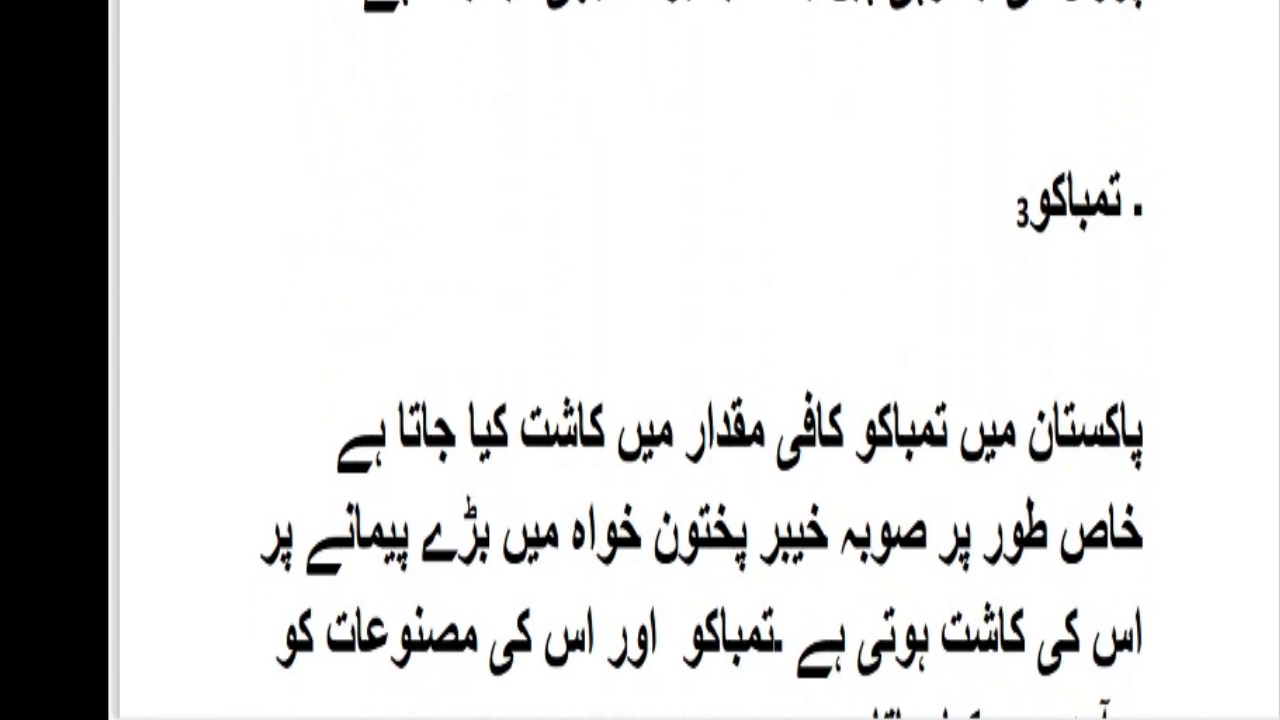 ۔ تمباکو3
پاکستان میں تمباکو کافی مقدار میں کاشت کیا جاتا ہے
خاص طور پر صوبہ خیبر پختون خواہ میں بڑے پیمانے پر
اس کی کاشت ہوتی ہے ۔تمباکو اور اس کی مصنوعات کو